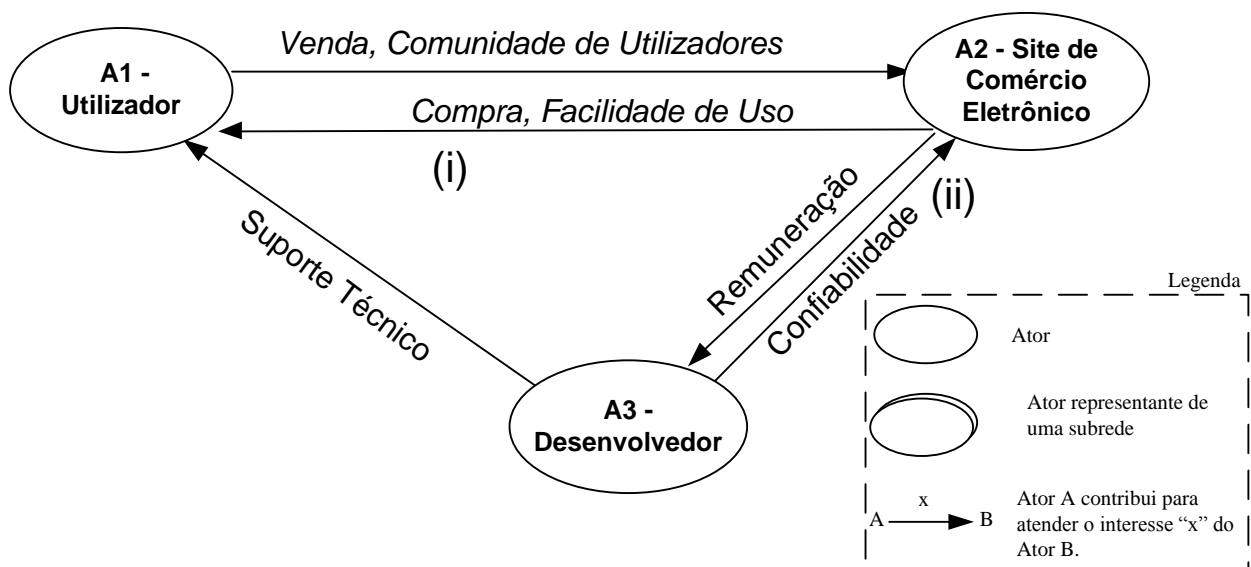 Venda, Comunidade de Utilizadores
A1 -
Utilizador
A2 - Site de
Comércio
Eletrônico
Compra, Facilidade de Uso
(i)
(ii)
Remuneração
Confiabilidade
Suporte Técnico
A3 -
Desenvolvedor
Legenda
Ator
Ator representante de
uma subrede
A
x
B
Ator A contribui para
atender o interesse “x” do
Ator B.